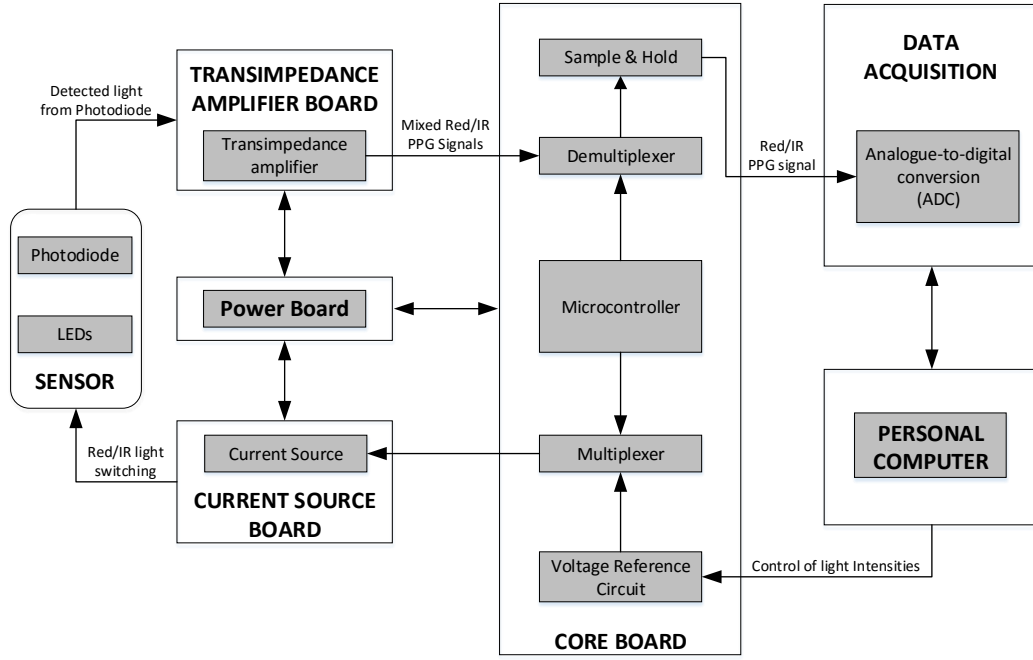 Detected light
from Photodiode
TRANSIMPEDANCE
AMPLIFIER BOARD
Transimpedance
amplifier
Mixed Red/IR
PPG Signals
Sample & Hold
Demultiplexer
Red/IR
PPG signal
DATA
ACQUISITION
Analogue-to-digital
conversion
(ADC)
Photodiode
LEDs
SENSOR
Power Board
Microcontroller
Red/IR light
switching
Current Source
CURRENT SOURCE
BOARD
Multiplexer
PERSONAL
COMPUTER
Voltage Reference
Circuit
Control of light Intensities
CORE BOARD